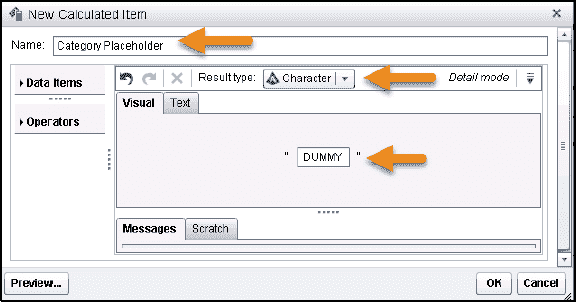 New Calculated Item
Name: Category Placeholder
Data Items
Operators
Result type: Character
Detail mode
Visual Text
" DUMMY "
Messages Scratch
Preview... OK Cancel